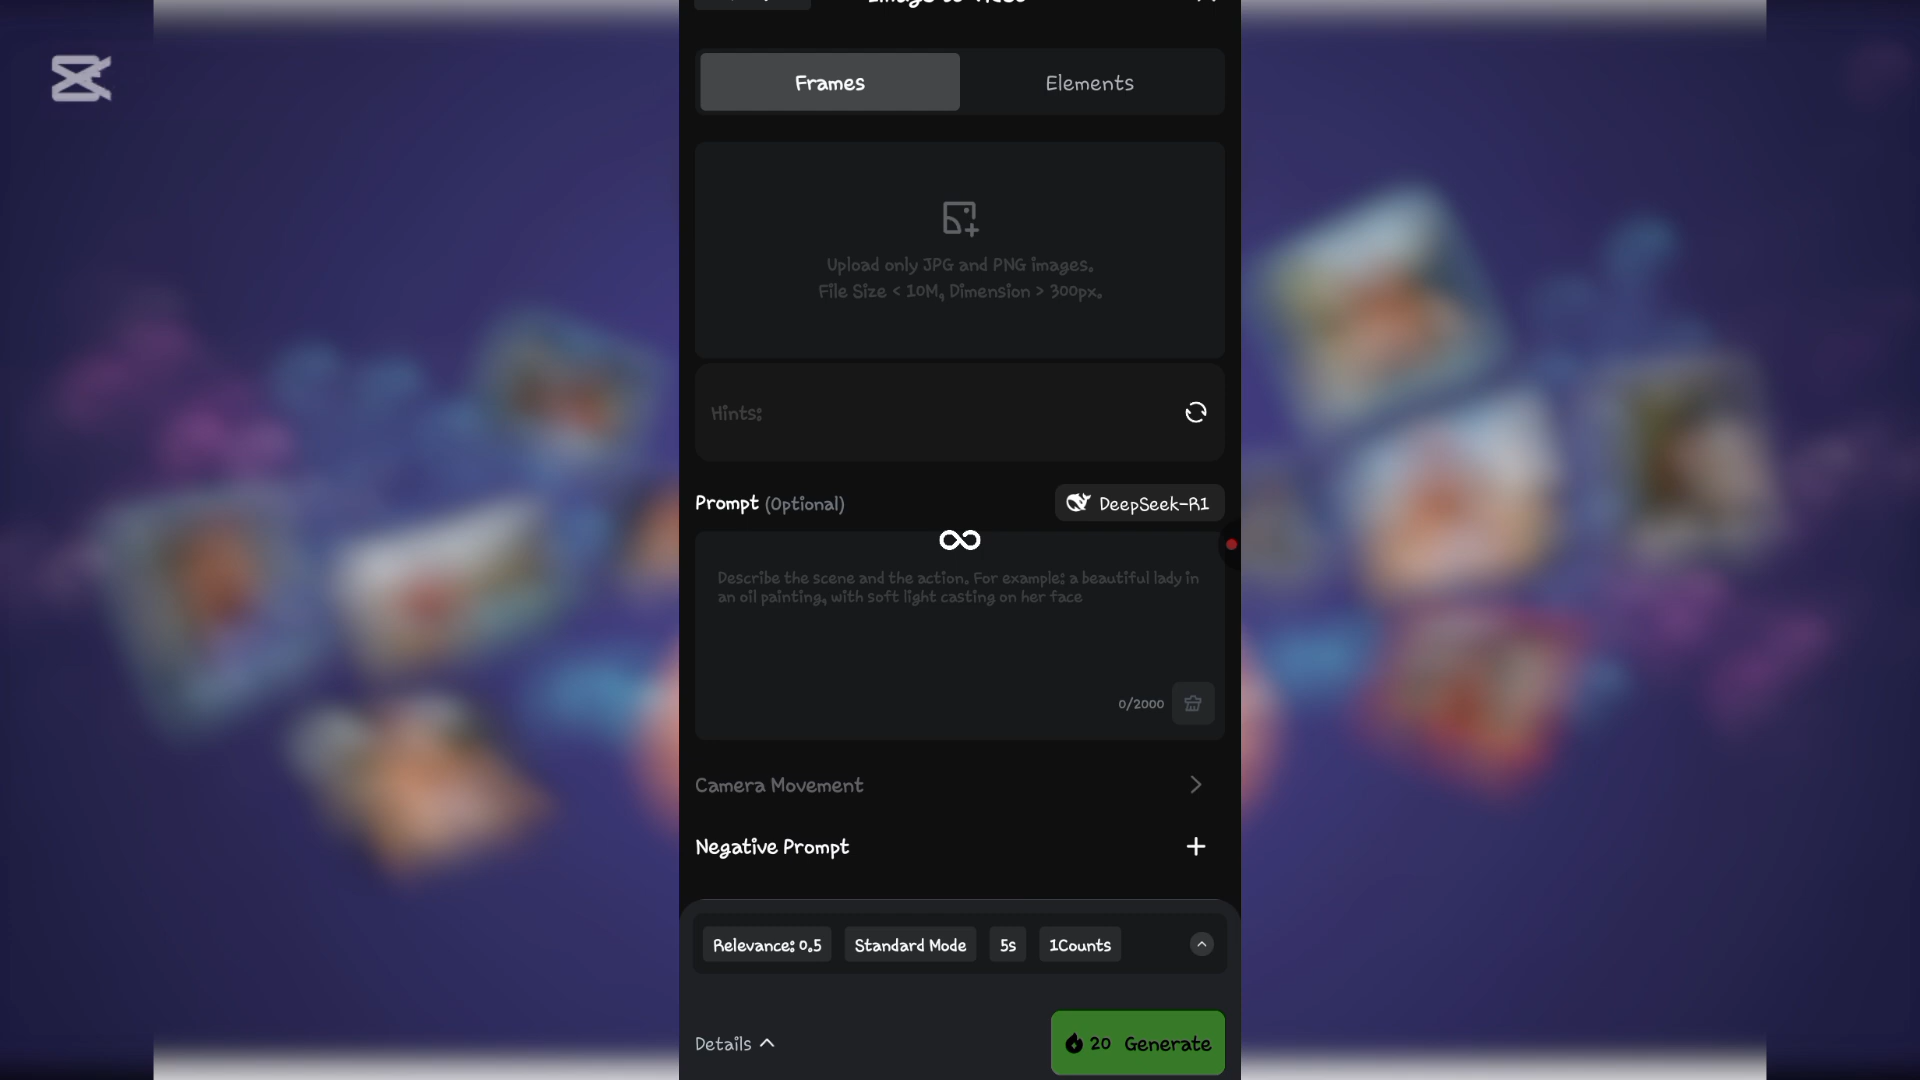 Frames
Elements
Upload only JPG and PNG images.
File Size < 10M, Dimension > 300px.
Hints:
Prompt (Optional)
DeepSeek-R1
Describe the scene and the action. For example: a beautiful lady in
an oil painting, with soft light casting on her face
0/2000
Camera Movement
Negative Prompt
Relevance: 0.5
Standard Mode
5s
1Counts
Details
20 Generate